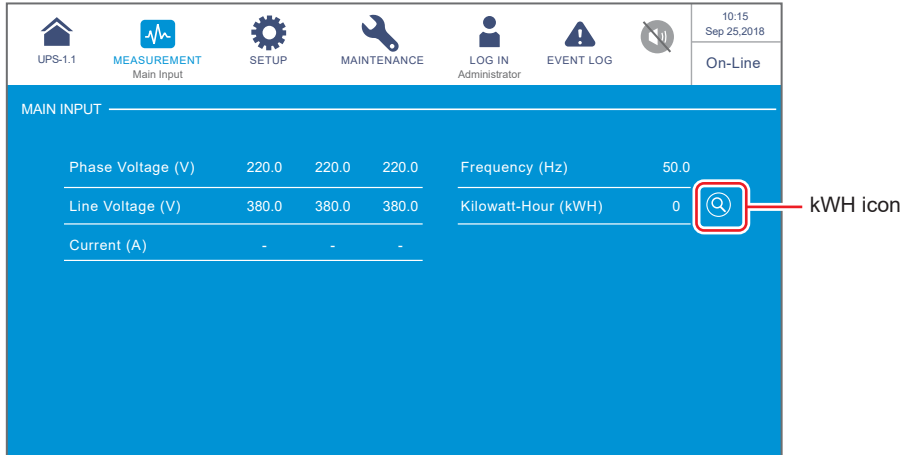 10:15
Sep 25,2018
UPS-1.1 MEASUREMENT SETUP MAINTENANCE LOG IN EVENT LOG On-Line
Main Input Administrator
MAIN INPUT
Phase Voltage (V) 220.0 220.0 220.0 Frequency (Hz) 50.0
Line Voltage (V) 380.0 380.0 380.0 Kilowatt-Hour (kWH) 0 kWH icon
Current (A) - - -